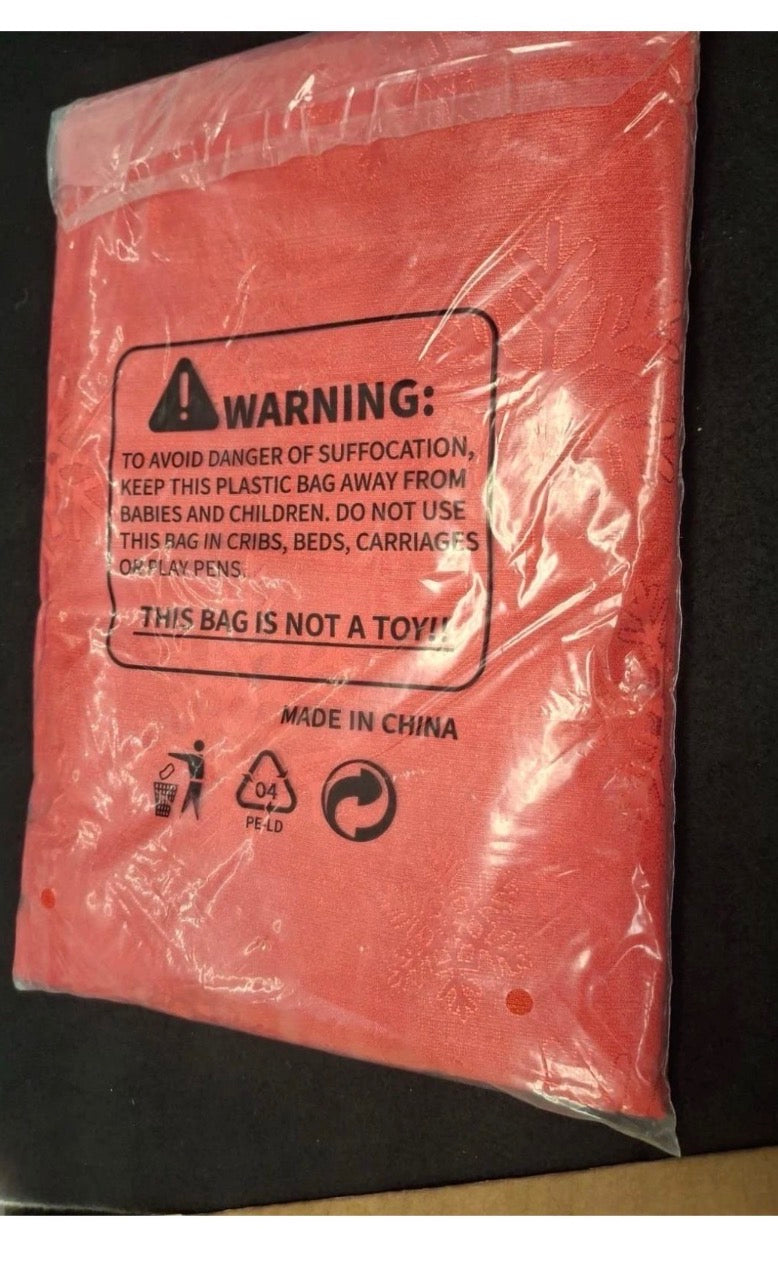 WARNING:
TO AVOID DANGER OF SUFFOCATION,
KEEP THIS PLASTIC BAG AWAY FROM
BABIES AND CHILDREN. DO NOT USE
THIS BAG IN CRIBS, BEDS, CARRIAGES
OR PLAY PENS.
THIS BAG IS NOT A TOY!!
MADE IN CHINA
04
PE-LD